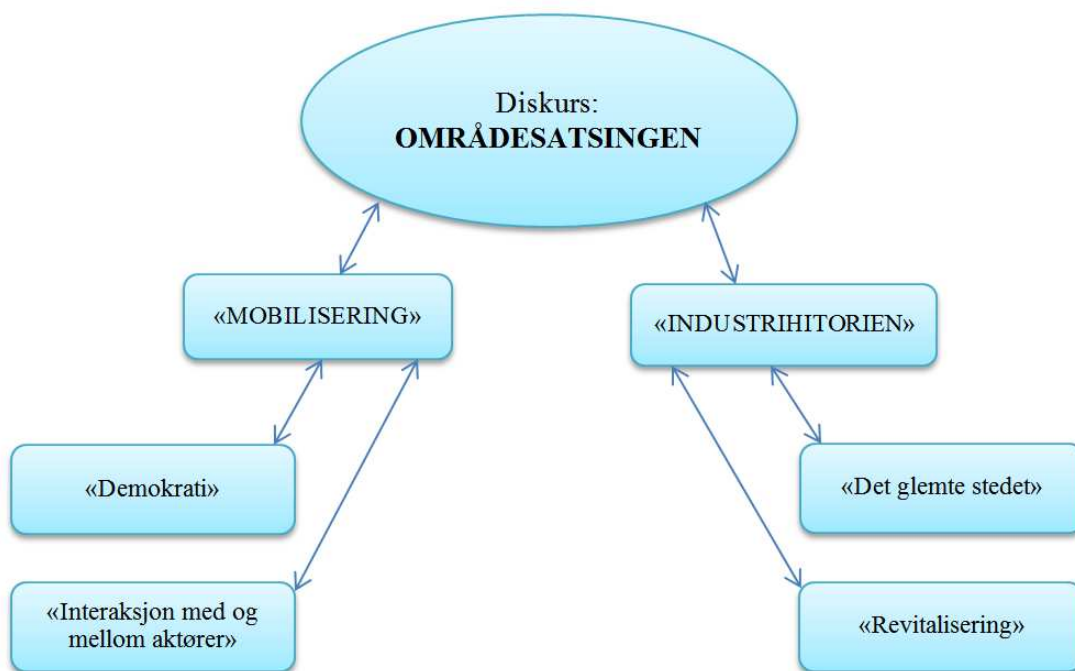 Diskurs:
OMRÅDESATSINGEN
«MOBILISERING»
«INDUSTRIHITORIEN»
«Demokrati»
«Det glemte stedet»
«Interaksjon med og
mellom aktører»
«Revitalisering»